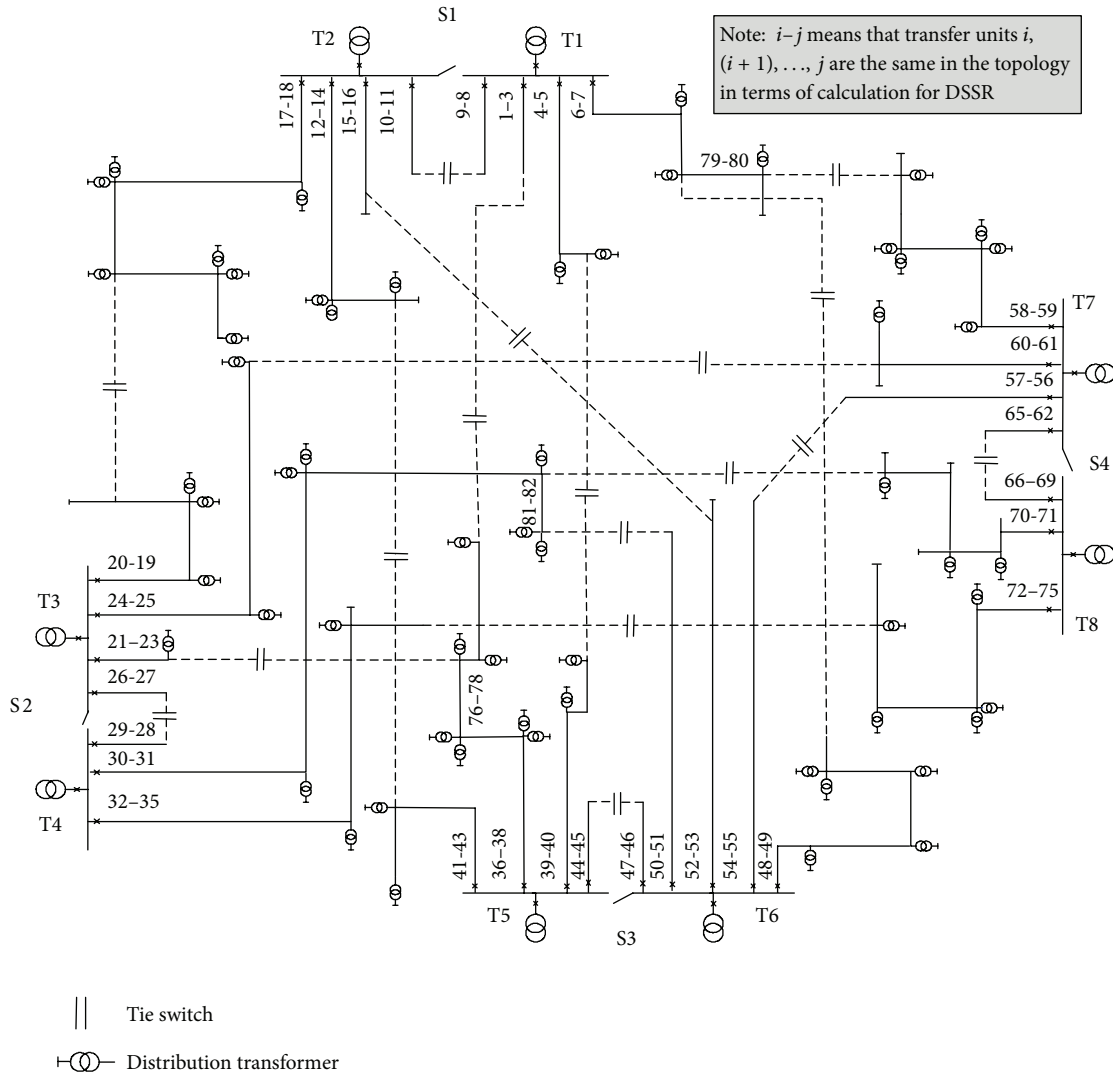 S1
T2
T1
Note: i–j means that transfer units i,
(i + 1), …, j are the same in the topology
in terms of calculation for DSSR
17-18
12–14
15-16
10-11
9-8
1–3
4–5
6-7
79-80
T7
58-59
60-61
57-56
65-62
S4
66–69
70-71
72–75
T8
81-82
20-19
T3
24-25
21–23
26-27
S2
29-28
30-31
32–35
T4
76–78
41-43
36–38
39-40
44-45
47-46
50-51
52-53
54-55
48-49
T5
S3
T6
Tie switch
Distribution transformer